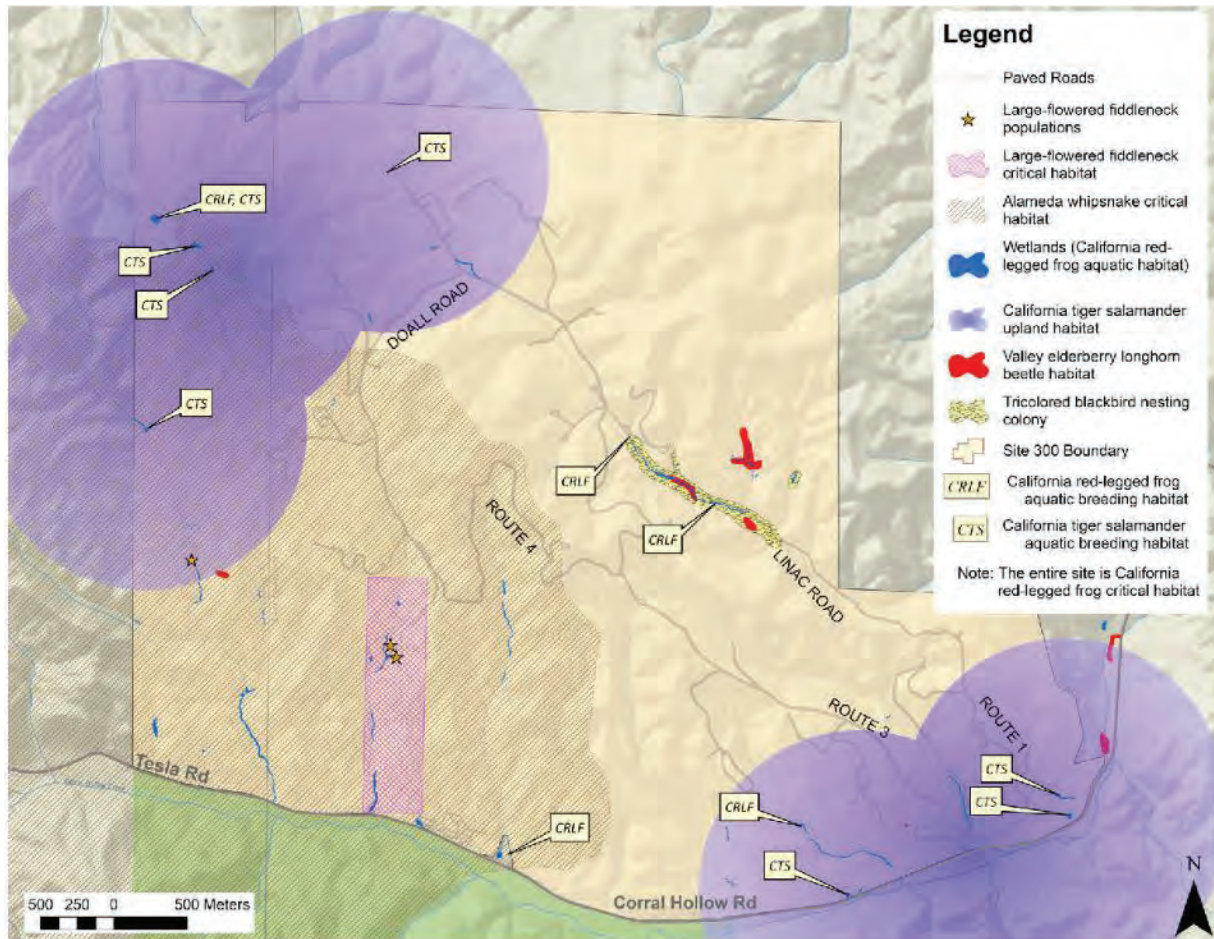 Legend
Paved Roads
Large-flowered fiddleneck
populations
Large-flowered fiddleneck
critical habitat
Alameda whipsnake critical
habitat
Wetlands (California red-
legged frog aquatic habitat)
California tiger salamander
upland habitat
Valley elderberry longhorn
beetle habitat
Tricolored blackbird nesting
colony
Site 300 Boundary
CRLF
California red-legged frog
aquatic breeding habitat
CTS
California tiger salamander
aquatic breeding habitat
Note: The entire site is California
red-legged frog critical habitat
CTS
CRLF, CTS
CTS
CTS
DOALL ROAD
CTS
CRLF
ROUTE 4
CRLF
LINAC ROAD
ROUTE 3
ROUTE 1
Tesla Rd
CTS
CRLF
CTS
CRLF
CTS
Corral Hollow Rd
N
500 250 0 500 Meters